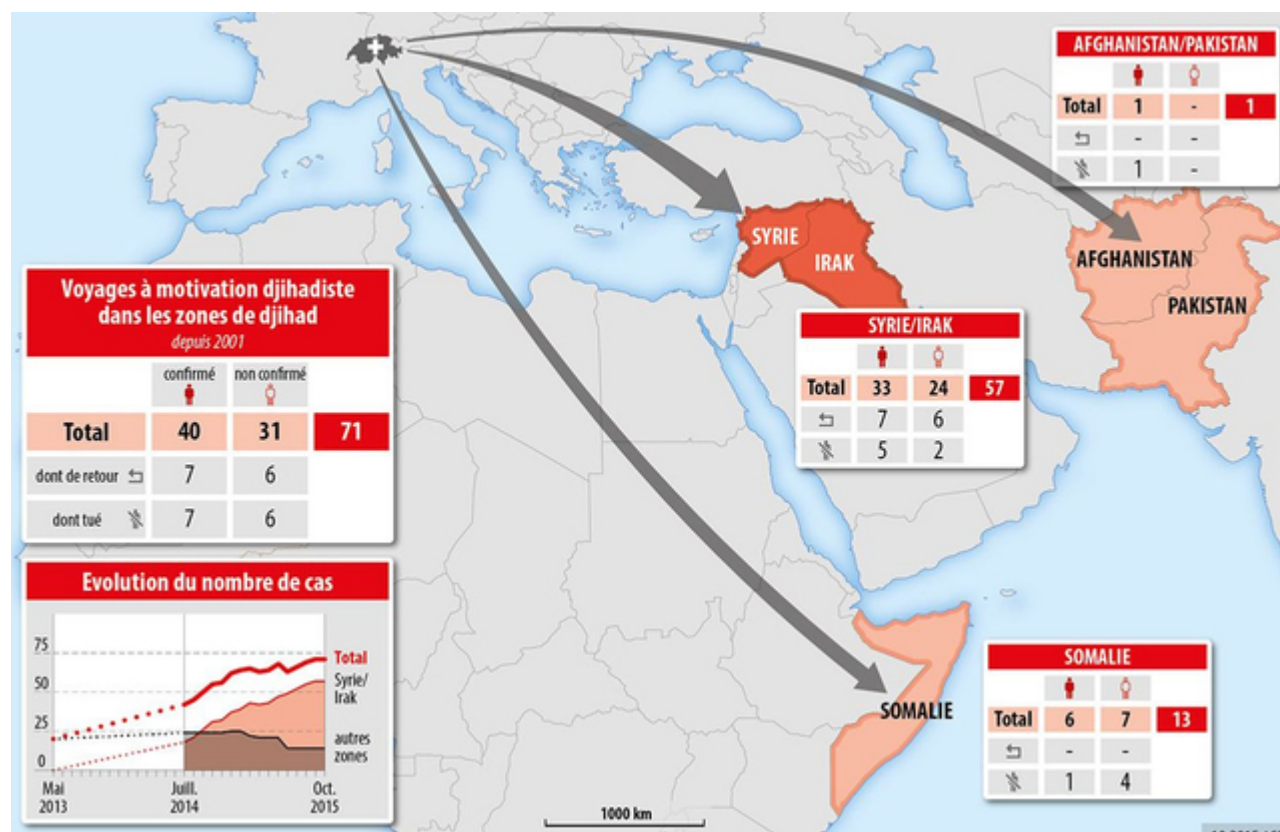 AFGHANISTAN/PAKISTAN
Total 1 - 1
- -
1 -
SYRIE
IRAK
AFGHANISTAN
PAKISTAN
Voyages à motivation djihadiste
dans les zones de djihad
depuis 2001
confirmé non confirmé
Total 40 31 71
dont de retour 7 6
dont tué 7 6
SYRIE/IRAK
Total 33 24 57
7 6
5 2
Evolution du nombre de cas
75
50
25
0
Total
Syrie/
Irak
autres
zones
Mai
2013
Juill.
2014
Oct.
2015
SOMALIE
SOMALIE
Total 6 7 13
- -
1 4
1000 km